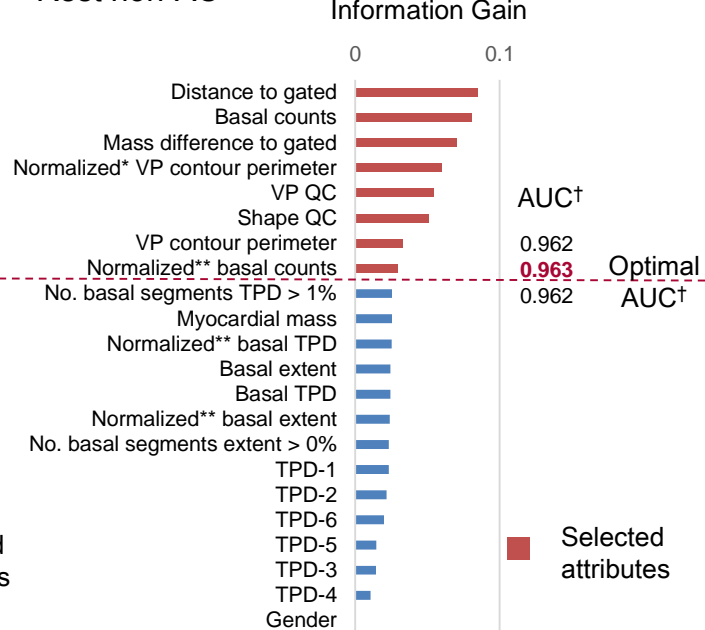 Information Gain
0 0.1
Distance to gated
Basal counts
Mass difference to gated
Normalized* VP contour perimeter
VP QC
AUC†
Shape QC
VP contour perimeter 0.962
Normalized** basal counts 0.963 Optimal
No. basal segments TPD > 1% 0.962 AUC†
Myocardial mass
Normalized** basal TPD
Basal extent
Basal TPD
Normalized** basal extent
No. basal segments extent > 0%
TPD-1
TPD-2
TPD-6
TPD-5
Selected
attributes
TPD-3
TPD-4
Gender